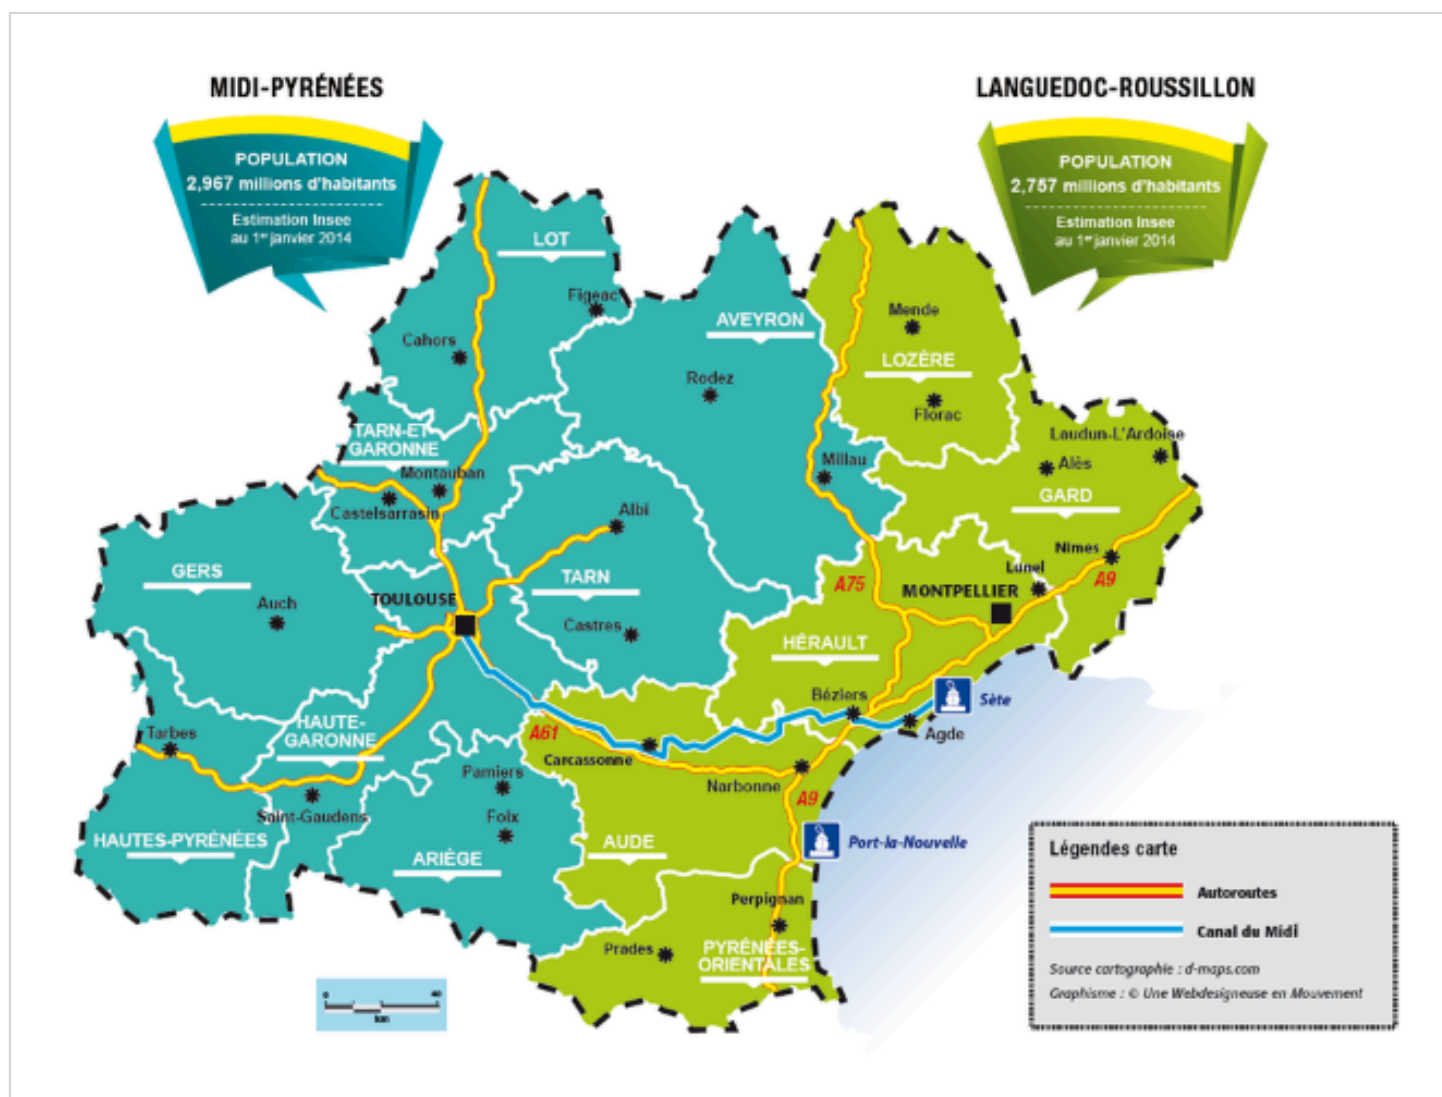 MIDI-PYRÉNÉES
POPULATION
2,967 millions d'habitants
Estimation Insee
au 1er janvier 2014
LANGUEDOC-ROUSSILLON
POPULATION
2,757 millions d'habitants
Estimation Insee
au 1er janvier 2014
LOT
Figeac
Cahors
AVEYRON
Rodez
Mende
LOZÈRE
Florac
TARN-ET-
GARONNE
Montauban
Castelsarrasin
Millau
Laudun-L'Ardoise
Alès
GARD
Albi
Nîmes
Lunel
A9
GERS
Auch
TOULOUSE
TARN
Castres
A75
MONTPELLIER
HÉRAULT
Béziers
Sète
Agde
HAUTE-
GARONNE
Tarbes
A61
Carcassonne
Narbonne
A9
Pamiers
Saint-Gaudens
Foix
HAUTES-PYRÉNÉES
ARIÈGE
AUDE
Port-la-Nouvelle
Perpignan
Prades
PYRÉNÉES-
ORIENTALES
0 40
km
Légendes carte
Autoroutes
Canal du Midi
Source cartographie : d-maps.com
Graphisme : © Une Webdesigneuse en Mouvement